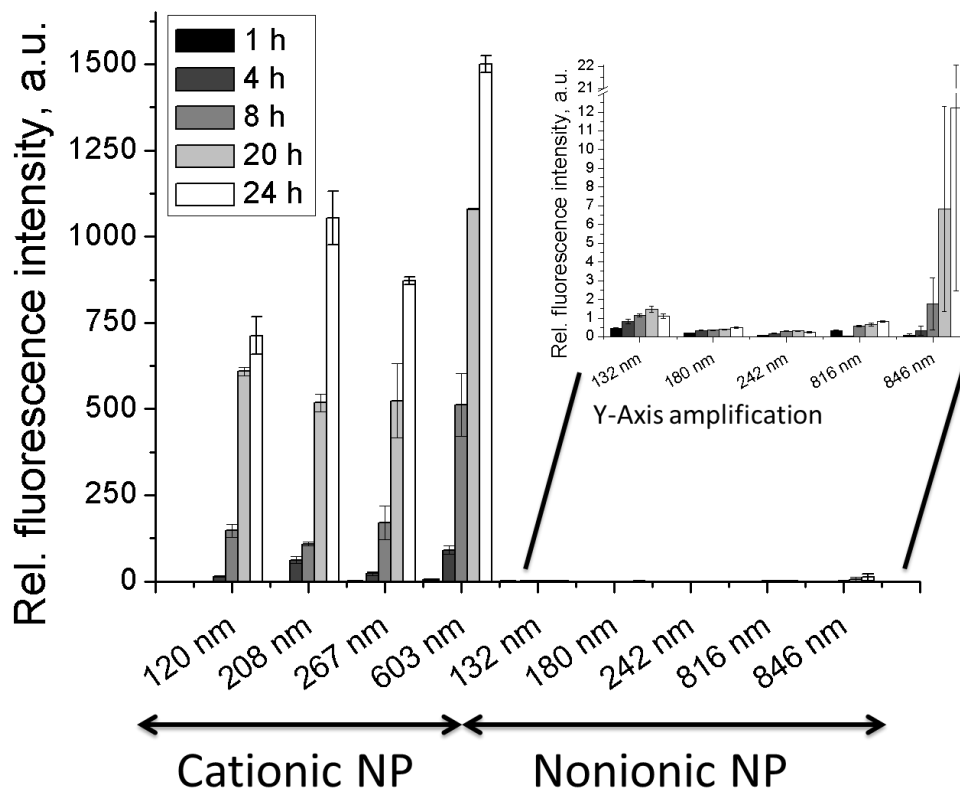 Rel. fluorescence intensity, a.u.
1500
1250
1000
750
500
250
0
1 h
4 h
8 h
20 h
24 h
Rel. fluorescence intensity, a.u.
22
21
12
11
10
9
8
7
6
5
4
3
2
1
0
132 nm
180 nm
242 nm
816 nm
846 nm
Y-Axis amplification
120 nm
208 nm
267 nm
603 nm
132 nm
180 nm
242 nm
816 nm
846 nm
Cationic NP
Nonionic NP